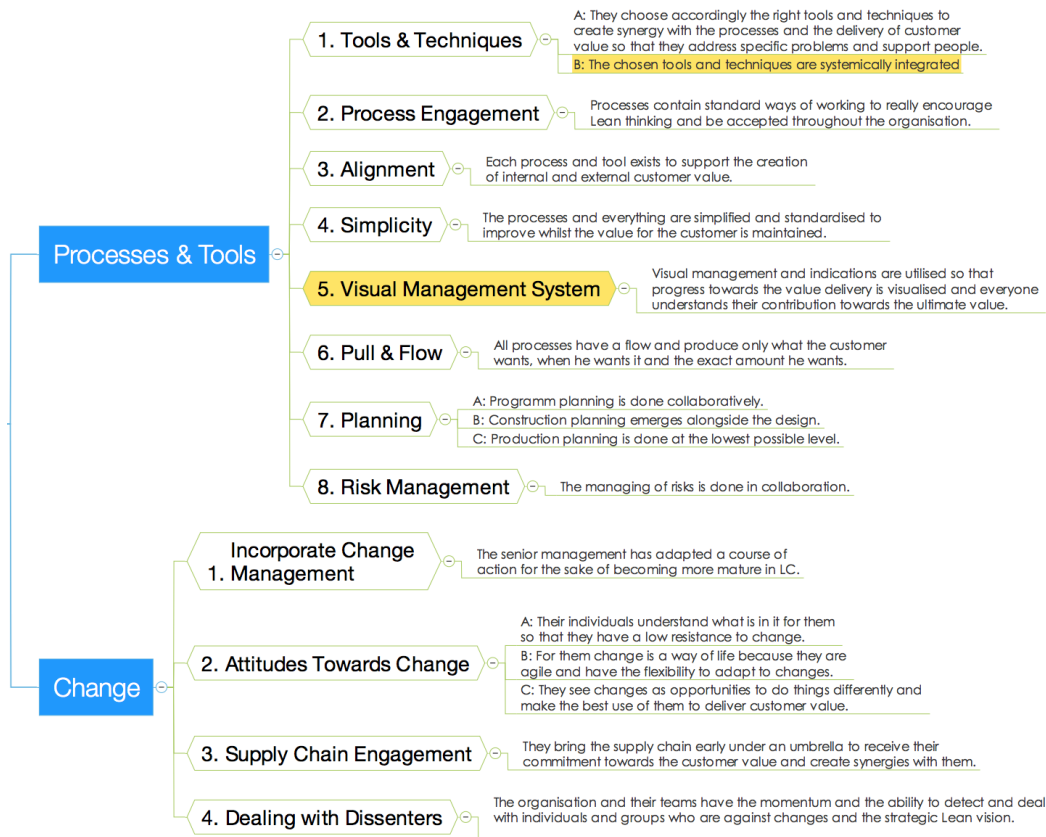 Processes & Tools
1. Tools & Techniques
A: They choose accordingly the right tools and techniques to
create synergy with the processes and the delivery of customer
value so that they address specific problems and support people.
B: The chosen tools and techniques are systemically integrated
2. Process Engagement
Processes contain standard ways of working to really encourage
Lean thinking and be accepted throughout the organisation.
3. Alignment
Each process and tool exists to support the creation
of internal and external customer value.
4. Simplicity
The processes and everything are simplified and standardised to
improve whilst the value for the customer is maintained.
5. Visual Management System
Visual management and indications are utilised so that
progress towards the value delivery is visualised and everyone
understands their contribution towards the ultimate value.
6. Pull & Flow
All processes have a flow and produce only what the customer
wants, when he wants it and the exact amount he wants.
7. Planning
A: Programm planning is done collaboratively.
B: Construction planning emerges alongside the design.
C: Production planning is done at the lowest possible level.
8. Risk Management
The managing of risks is done in collaboration.
Change
Incorporate Change
1. Management
The senior management has adapted a course of
action for the sake of becoming more mature in LC.
2. Attitudes Towards Change
A: Their individuals understand what is in it for them
so that they have a low resistance to change.
B: For them change is a way of life because they are
agile and have the flexibility to adapt to changes.
C: They see changes as opportunities to do things differently and
make the best use of them to deliver customer value.
3. Supply Chain Engagement
They bring the supply chain early under an umbrella to receive their
commitment towards the customer value and create synergies with them.
4. Dealing with Dissenters
The organisation and their teams have the momentum and the ability to detect and deal
with individuals and groups who are against changes and the strategic Lean vision.